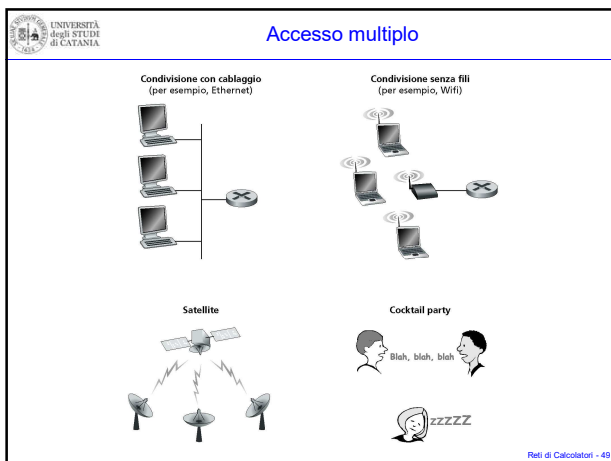 UNIVERSITÀ
degli STUDI
di CATANIA
Accesso multiplo
Condivisione con cablaggio
(per esempio, Ethernet)
Condivisione senza fili
(per esempio, Wifi)
Satellite
Cocktail party
Blah, blah, blah
zzzzz
Reti di Calcolatori - 49